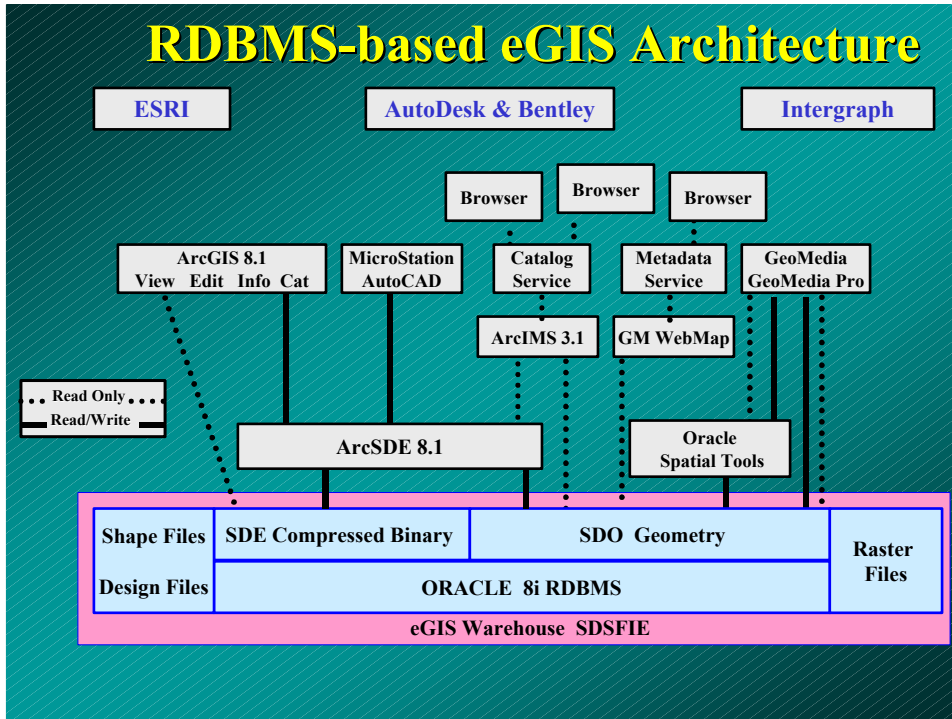 RDBMS-based eGIS Architecture
ESRI
AutoDesk & Bentley
Intergraph
Browser
Browser
Browser
ArcGIS 8.1
View Edit Info Cat
MicroStation
AutoCAD
Catalog
Service
Metadata
Service
GeoMedia
GeoMedia Pro
ArcIMS 3.1
GM WebMap
Read Only
Read/Write
ArcSDE 8.1
Oracle
Spatial Tools
Shape Files
Design Files
SDE Compressed Binary
SDO Geometry
ORACLE 8i RDBMS
Raster
Files
eGIS Warehouse SDSFIE